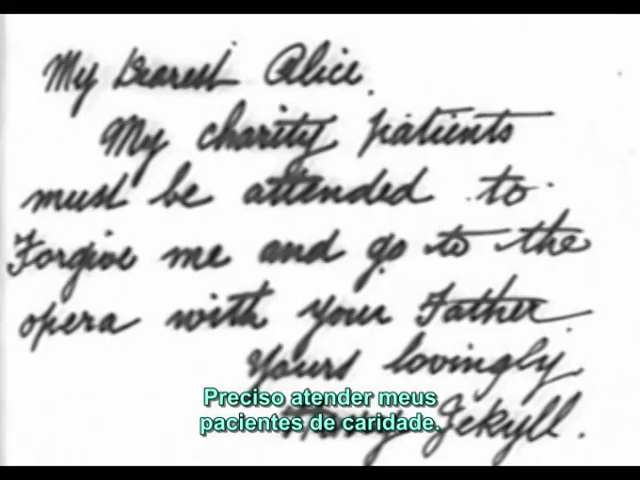 My Dearest Alice.
My charity patients
must be attended to.
Forgive me and go to the
opera with your Father.
Yours lovingly
Harry Jekyll.
Preciso atender meus
pacientes de caridade.